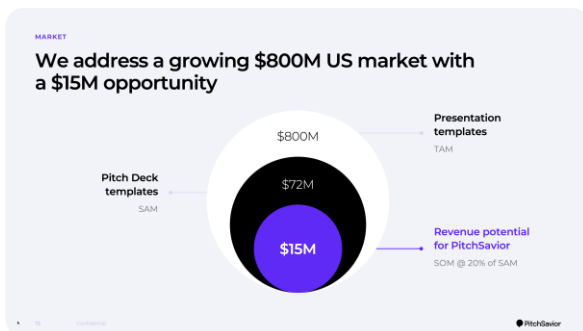 MARKET
We address a growing $800M US market with
a $15M opportunity
$800M
Presentation
templates
TAM
Pitch Deck
templates
SAM
$72M
$15M
Revenue potential
for PitchSavior
SOM @ 20% of SAM
Confidential
PitchSavior